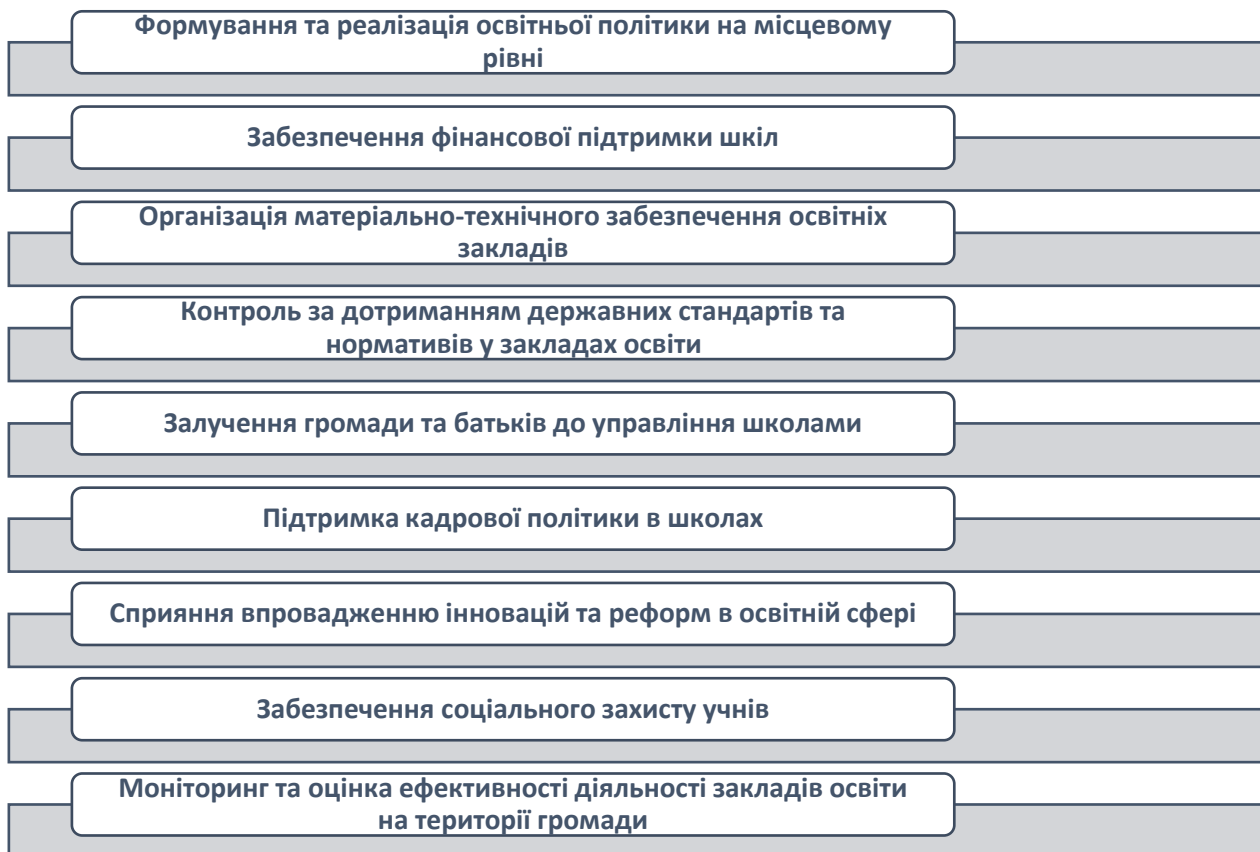 Формування та реалізація освітньої політики на місцевому
рівні
Забезпечення фінансової підтримки шкіл
Організація матеріально-технічного забезпечення освітніх
закладів
Контроль за дотриманням державних стандартів та
нормативів у закладах освіти
Залучення громади та батьків до управління школами
Підтримка кадрової політики в школах
Сприяння впровадженню інновацій та реформ в освітній сфері
Забезпечення соціального захисту учнів
Моніторинг та оцінка ефективності діяльності закладів освіти
на території громади